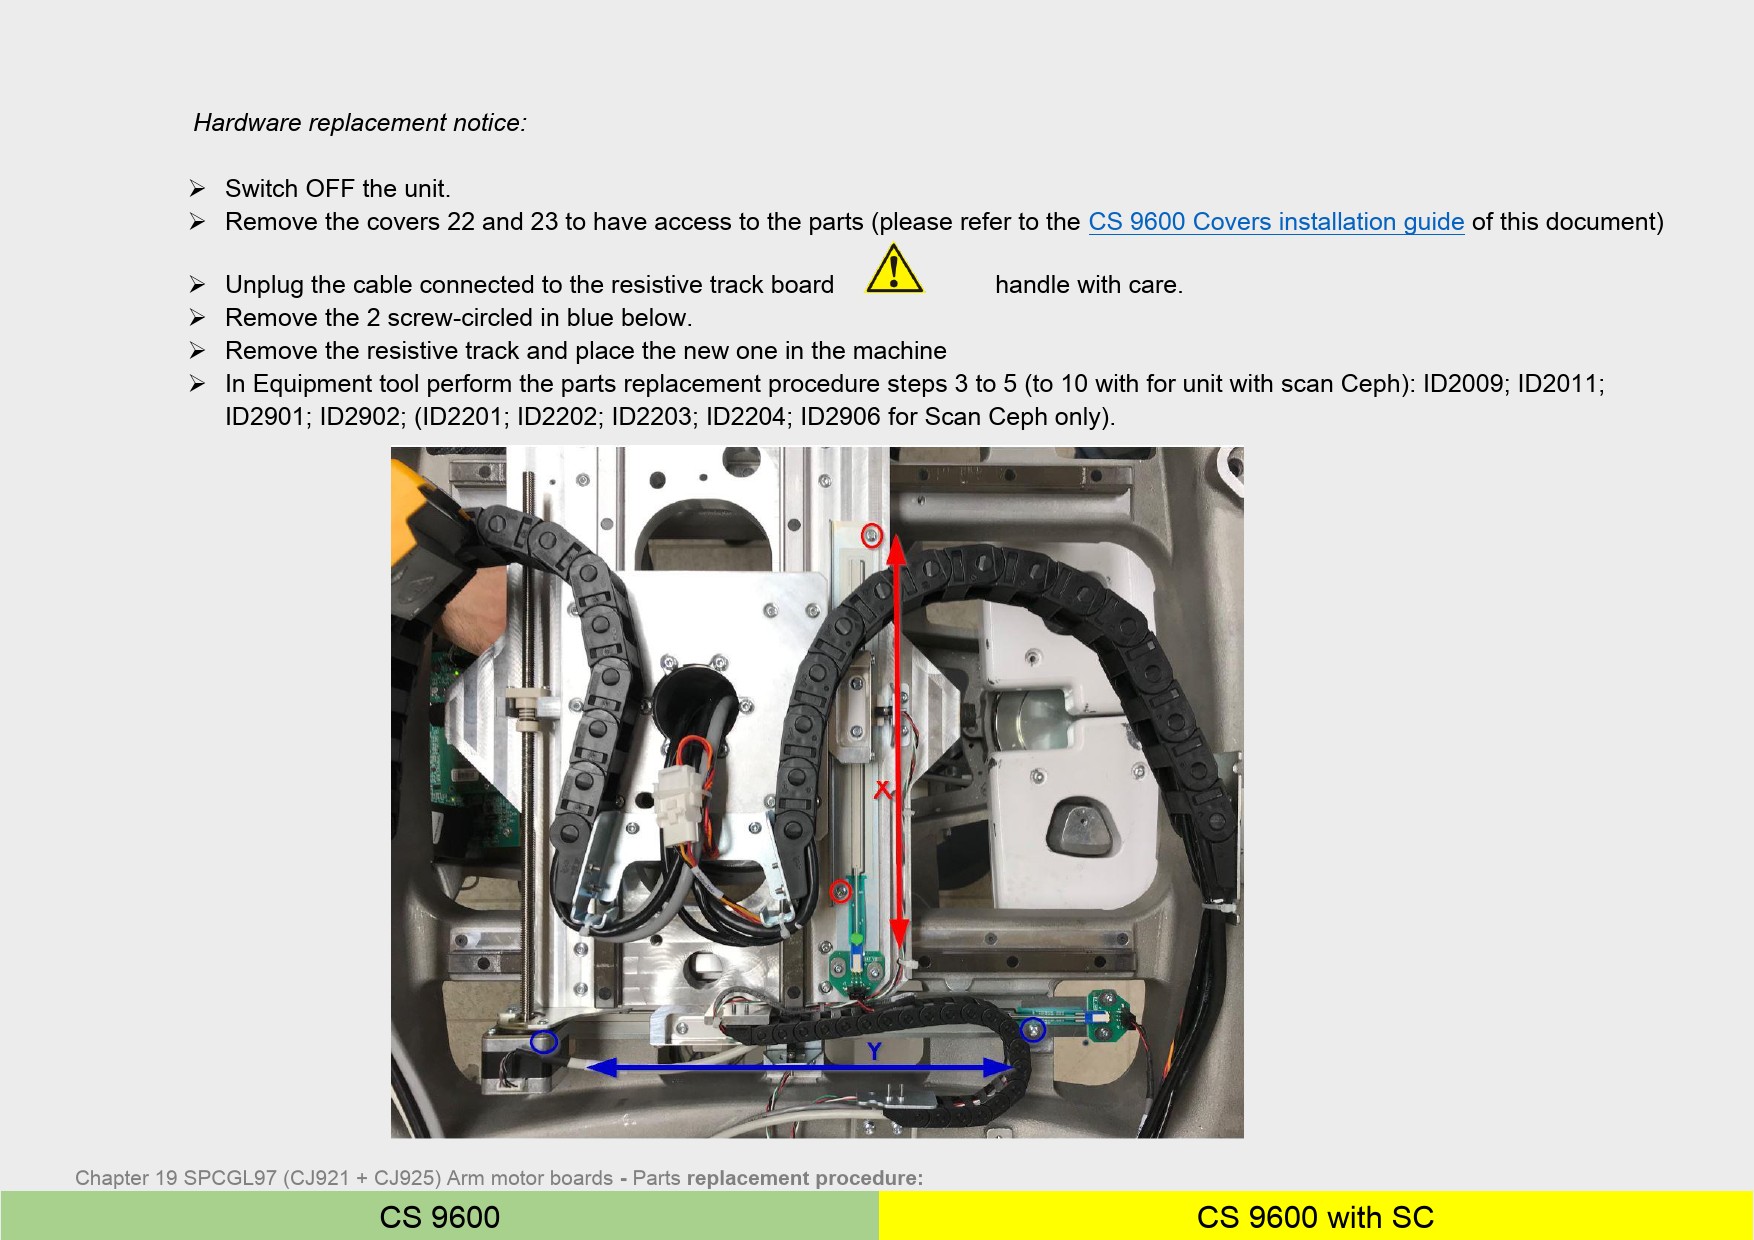 Hardware replacement notice:
➢ Switch OFF the unit.
➢ Remove the covers 22 and 23 to have access to the parts (please refer to the CS 9600 Covers installation guide of this document)
➢ Unplug the cable connected to the resistive track board handle with care.
➢ Remove the 2 screw-circled in blue below.
➢ Remove the resistive track and place the new one in the machine
➢ In Equipment tool perform the parts replacement procedure steps 3 to 5 (to 10 with for unit with scan Ceph): ID2009; ID2011;
ID2901; ID2902; (ID2201; ID2202; ID2203; ID2204; ID2906 for Scan Ceph only).
X
Y
Chapter 19 SPCGL97 (CJ921 + CJ925) Arm motor boards - Parts replacement procedure:
CS 9600
CS 9600 with SC